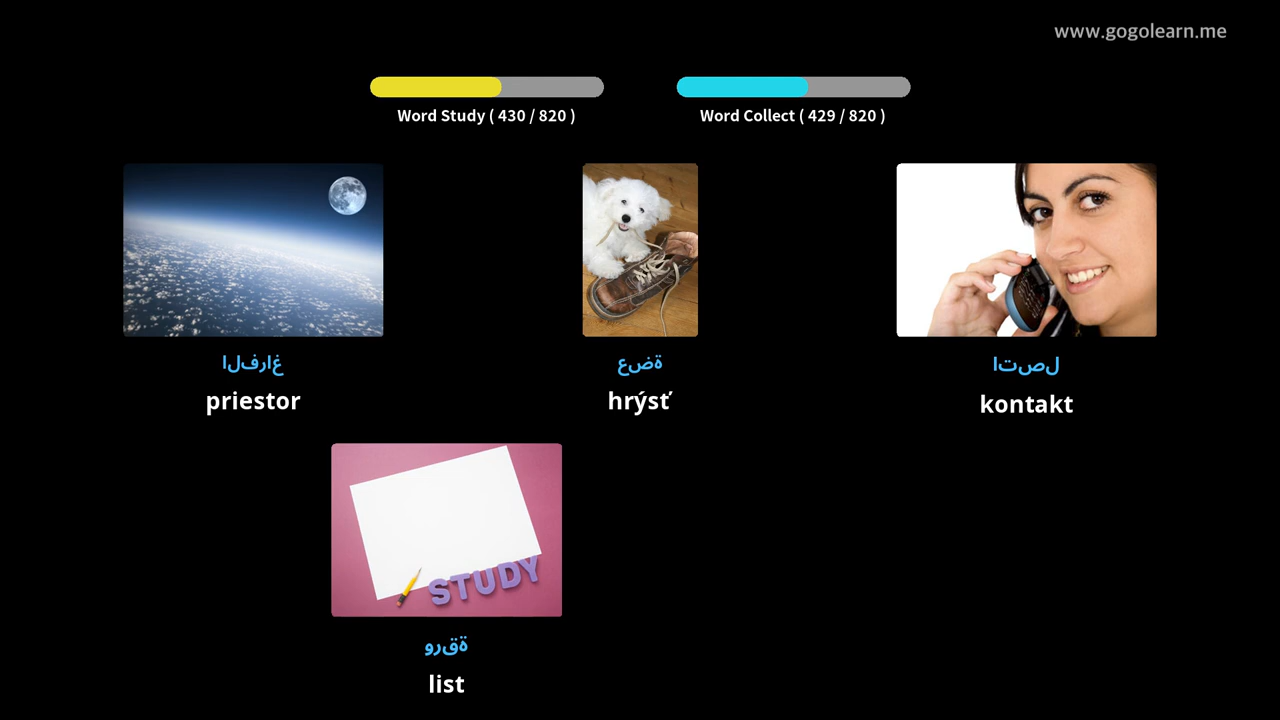 www.gogolearn.me
Word Study ( 430 / 820 )
Word Collect ( 429 / 820 )
الفراغ
priestor
عضة
hrýsť
اتصل
kontakt
STUDY
ورقة
list